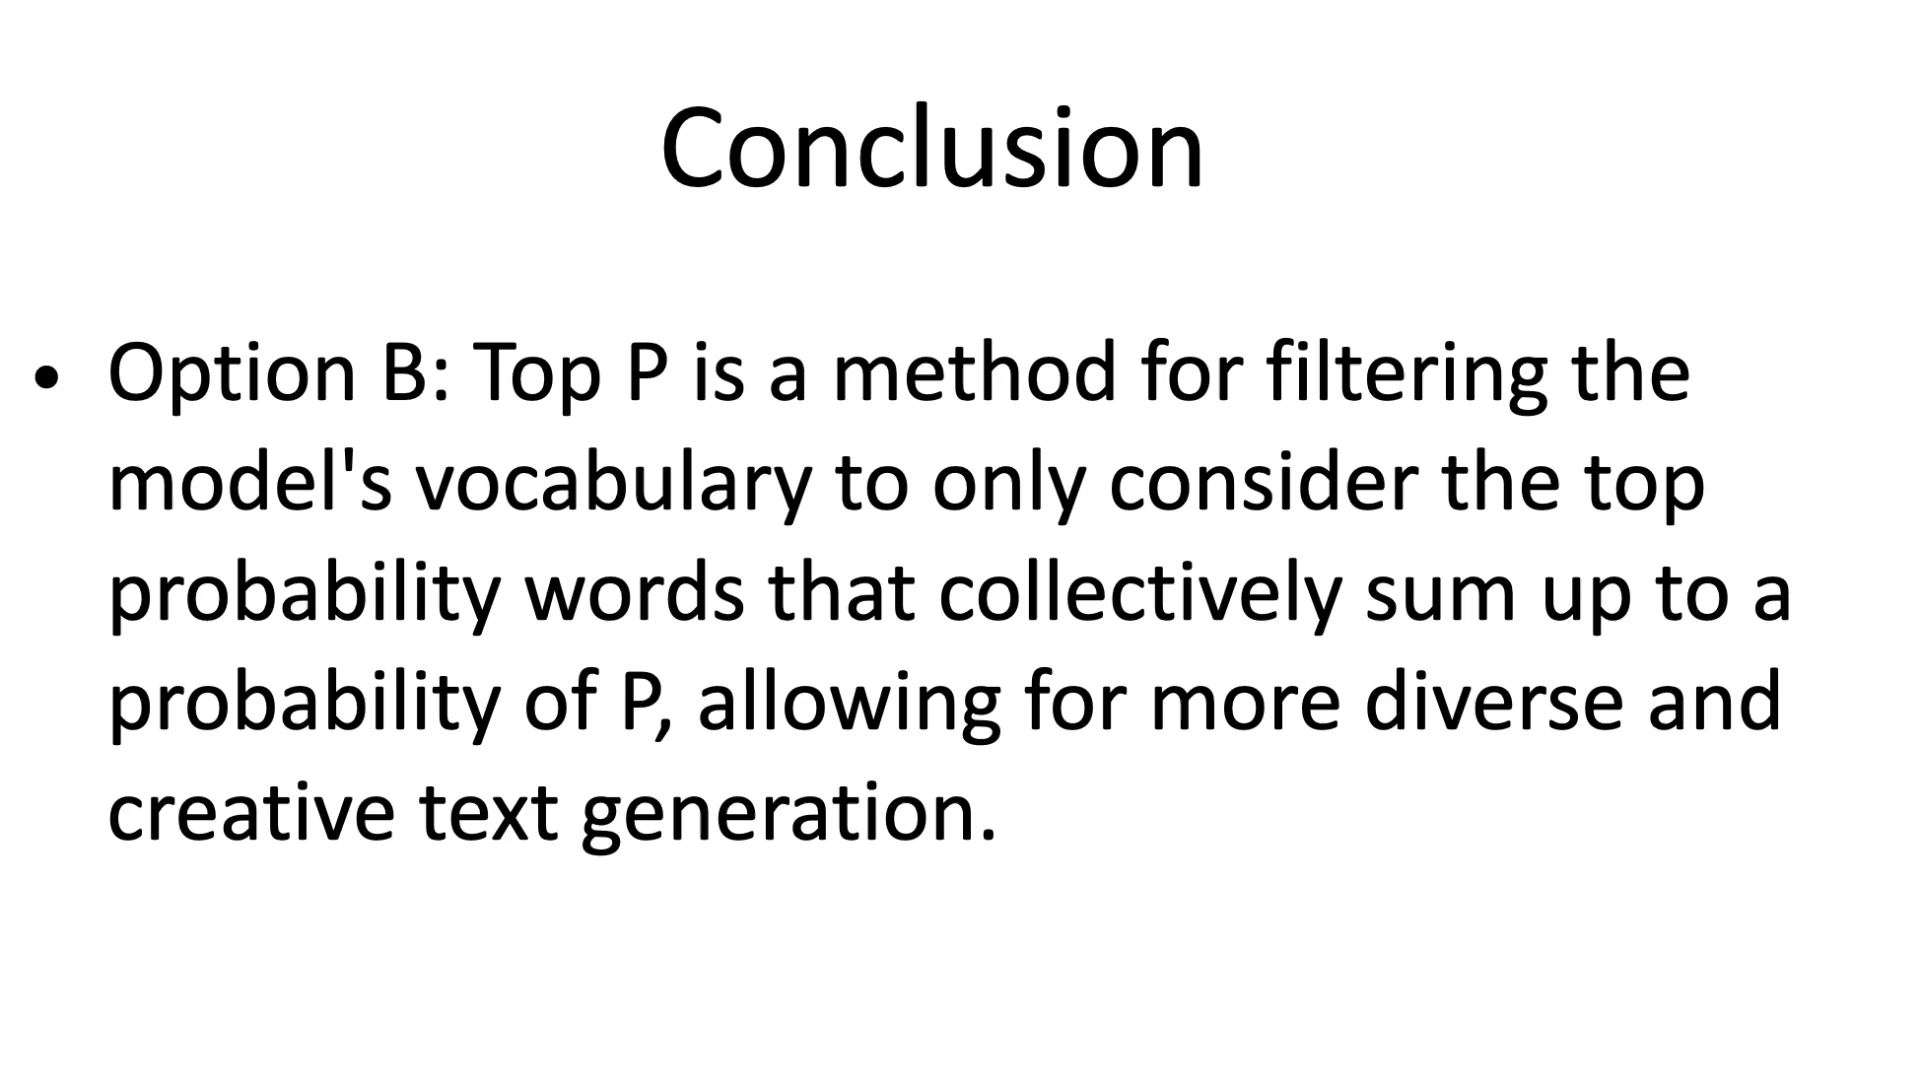 Conclusion
• Option B: Top P is a method for filtering the
model's vocabulary to only consider the top
probability words that collectively sum up to a
probability of P, allowing for more diverse and
creative text generation.